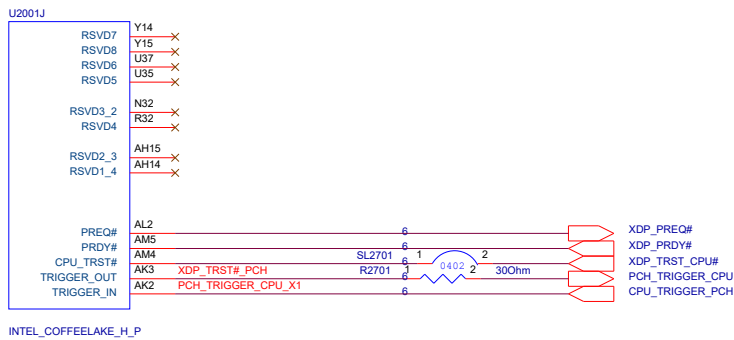 U2001J
RSVD7 Y14
RSVD8 Y15
RSVD6 U37
RSVD5 U35
RSVD3_2 N32
RSVD4 R32
RSVD2_3 AH15
RSVD1_4 AH14
PREQ# AL2 6 XDP_PREQ#
PRDY# AM5 6 XDP_PRDY#
CPU_TRST# AM4 SL2701 1 0402 2 XDP_TRST_CPU#
TRIGGER_OUT AK3 XDP_TRST#_PCH 6 R2701 1 2 30Ohm PCH_TRIGGER_CPU
TRIGGER_IN AK2 PCH_TRIGGER_CPU_X1 6 CPU_TRIGGER_PCH
INTEL_COFFEELAKE_H_P